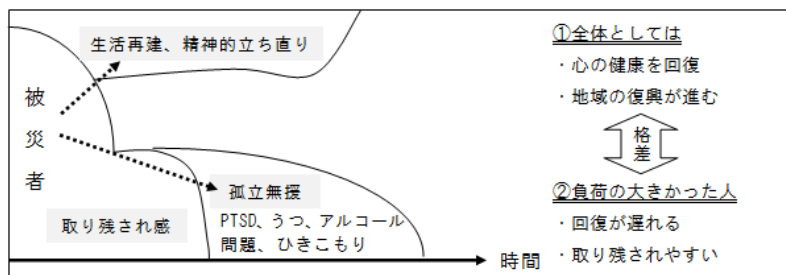 生活再建、精神的立ち直り
被災者
孤立無援
PTSD、うつ、アルコール
問題、ひきこもり
取り残され感
時間
①全体としては
・心の健康を回復
・地域の復興が進む
格差
②負荷の大きかった人
・回復が遅れる
・取り残されやすい